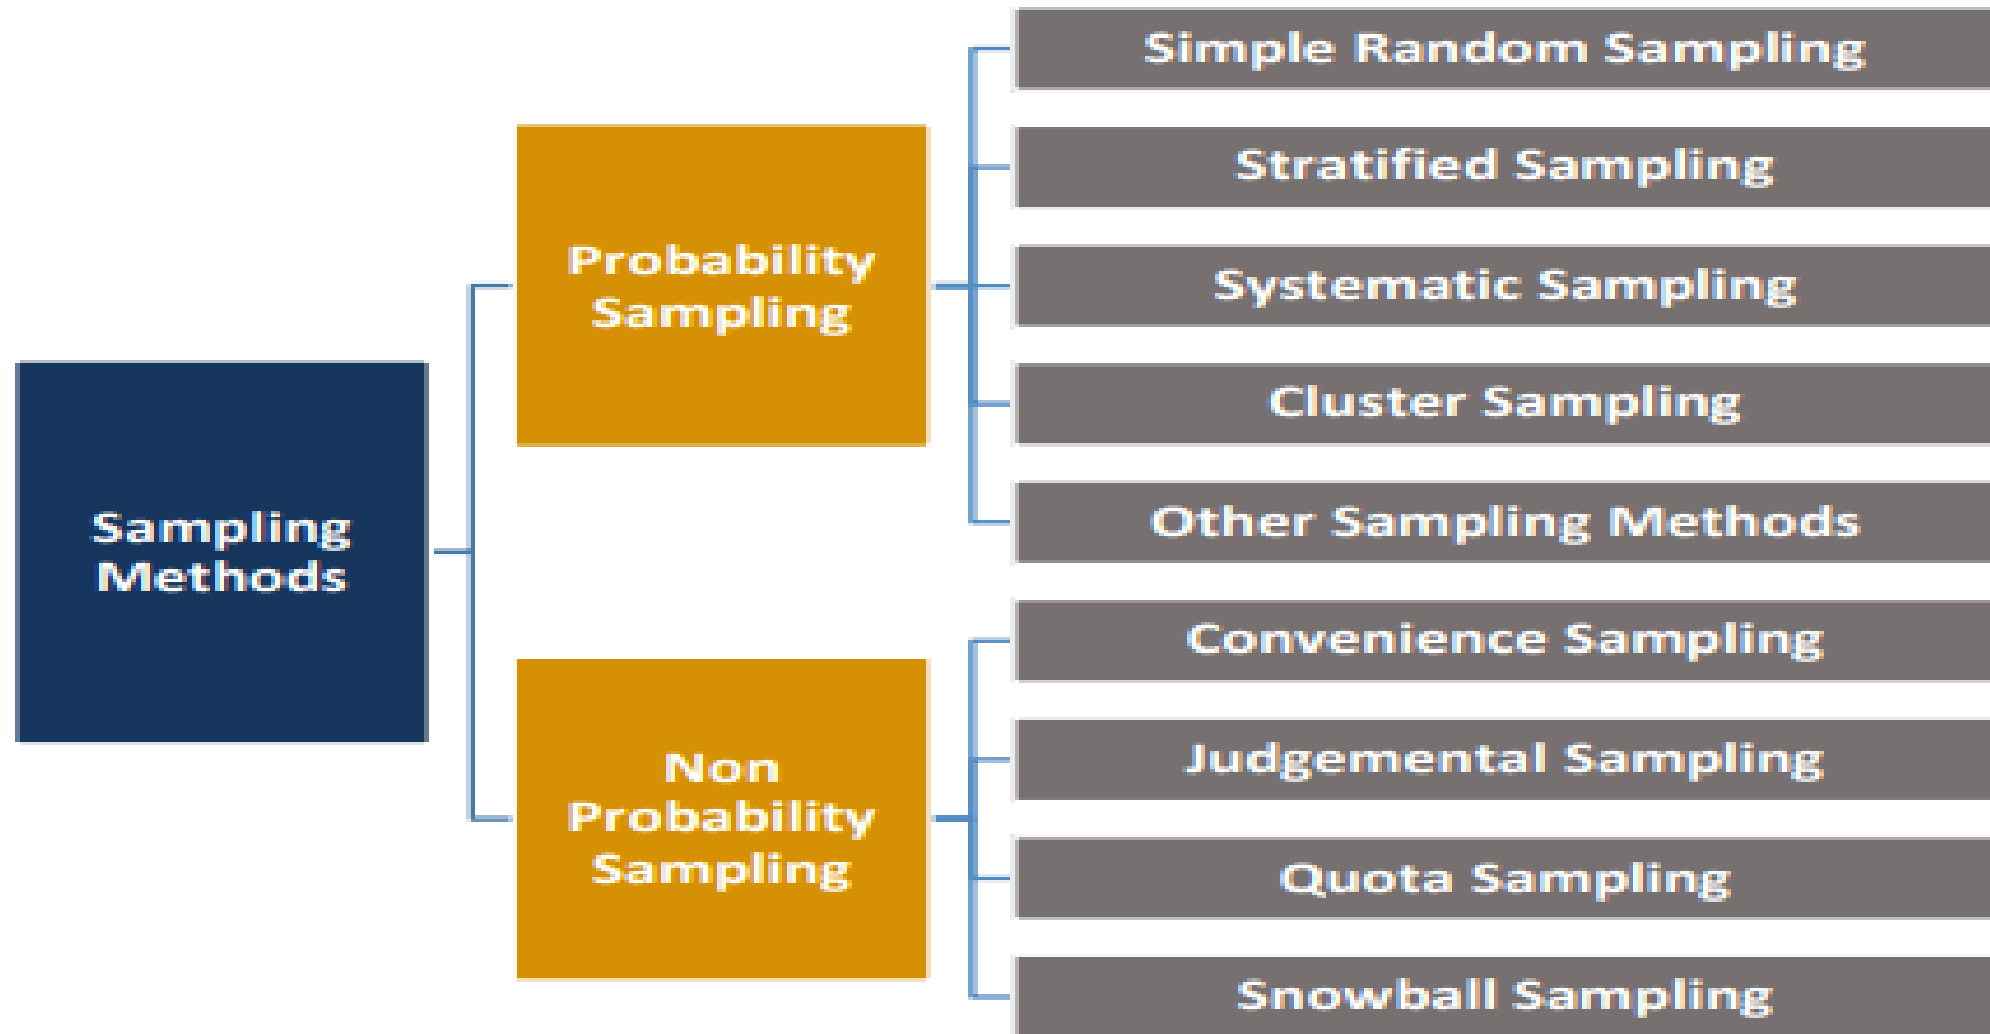 Sampling
Methods
Probability
Sampling
Simple Random Sampling
Stratified Sampling
Systematic Sampling
Cluster Sampling
Other Sampling Methods
Non
Probability
Sampling
Convenience Sampling
Judgemental Sampling
Quota Sampling
Snowball Sampling